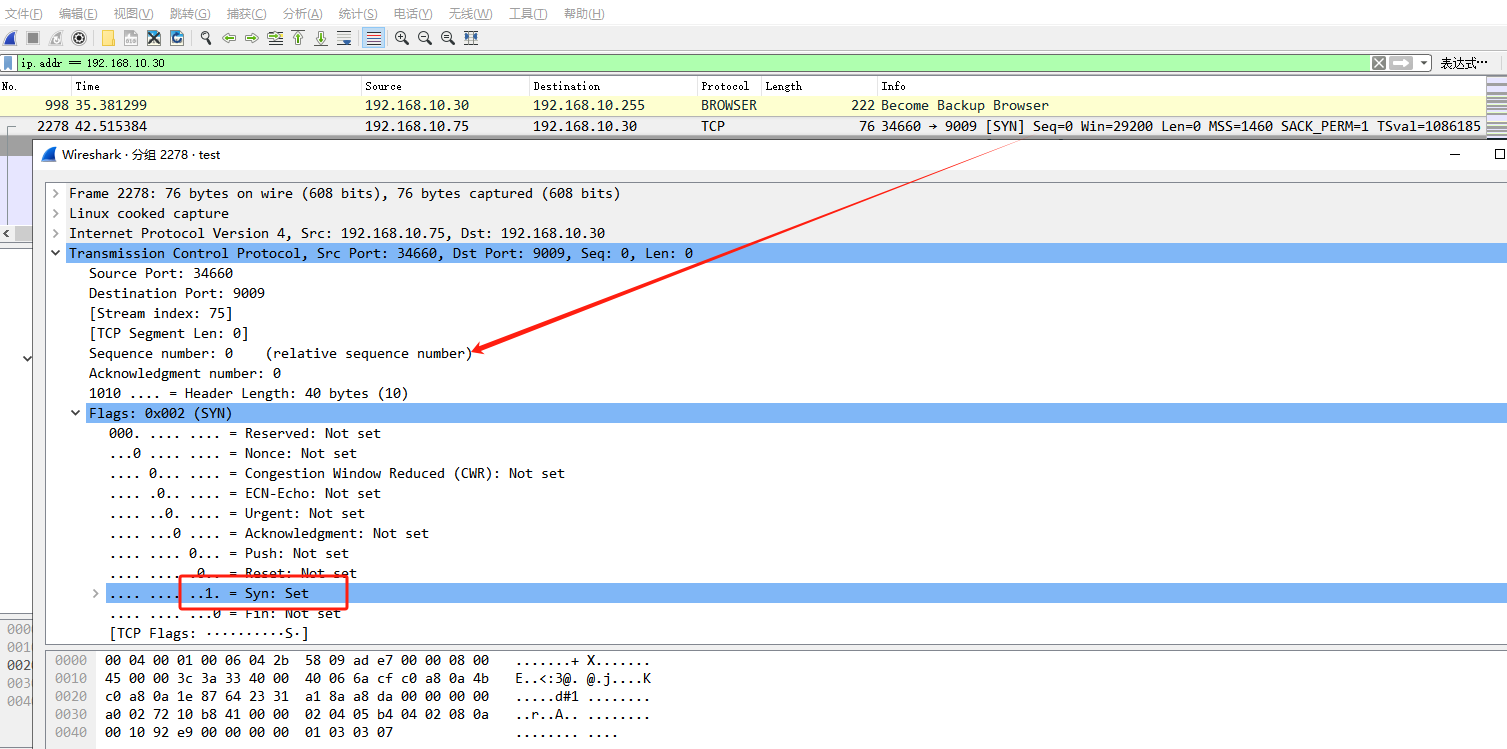 文件(F) 编辑(E) 视图(V) 跳转(G) 捕获(C) 分析(A) 统计(S) 电话(Y) 无线(W) 工具(T) 帮助(H)
ip.addr == 192.168.10.30 表达式…
No. Time Source Destination Protocol Length Info
998 35.381299 192.168.10.30 192.168.10.255 BROWSER 222 Become Backup Browser
2278 42.515384 192.168.10.75 192.168.10.30 TCP 76 34660 → 9009 [SYN] Seq=0 Win=29200 Len=0 MSS=1460 SACK_PERM=1 TSval=1086185
Wireshark · 分组 2278 · test
Frame 2278: 76 bytes on wire (608 bits), 76 bytes captured (608 bits)
Linux cooked capture
Internet Protocol Version 4, Src: 192.168.10.75, Dst: 192.168.10.30
Transmission Control Protocol, Src Port: 34660, Dst Port: 9009, Seq: 0, Len: 0
Source Port: 34660
Destination Port: 9009
[Stream index: 75]
[TCP Segment Len: 0]
Sequence number: 0    (relative sequence number)
Acknowledgment number: 0
1010 .... = Header Length: 40 bytes (10)
Flags: 0x002 (SYN)
000. .... .... = Reserved: Not set
...0 .... .... = Nonce: Not set
.... 0... .... = Congestion Window Reduced (CWR): Not set
.... .0.. .... = ECN-Echo: Not set
.... ..0. .... = Urgent: Not set
.... ...0 .... = Acknowledgment: Not set
.... .... 0... = Push: Not set
.... .... .0.. = Reset: Not set
.... .... ..1. = Syn: Set
.... .... ...0 = Fin: Not set
[TCP Flags: ··········S·]
0000 00 04 00 01 00 06 04 2b 58 09 ad e7 00 00 08 00 .......+ X.......
0010 45 00 00 3c 3a 33 40 00 40 06 6a cf c0 a8 0a 4b E..<:3@. @.j....K
0020 c0 a8 0a 1e 87 64 23 31 a1 8a a8 da 00 00 00 00 .....d#1 ........
0030 a0 02 72 10 b8 41 00 00 02 04 05 b4 04 02 08 0a ..r..A.. ........
0040 00 10 92 e9 00 00 00 00 01 03 03 07 ........ ....